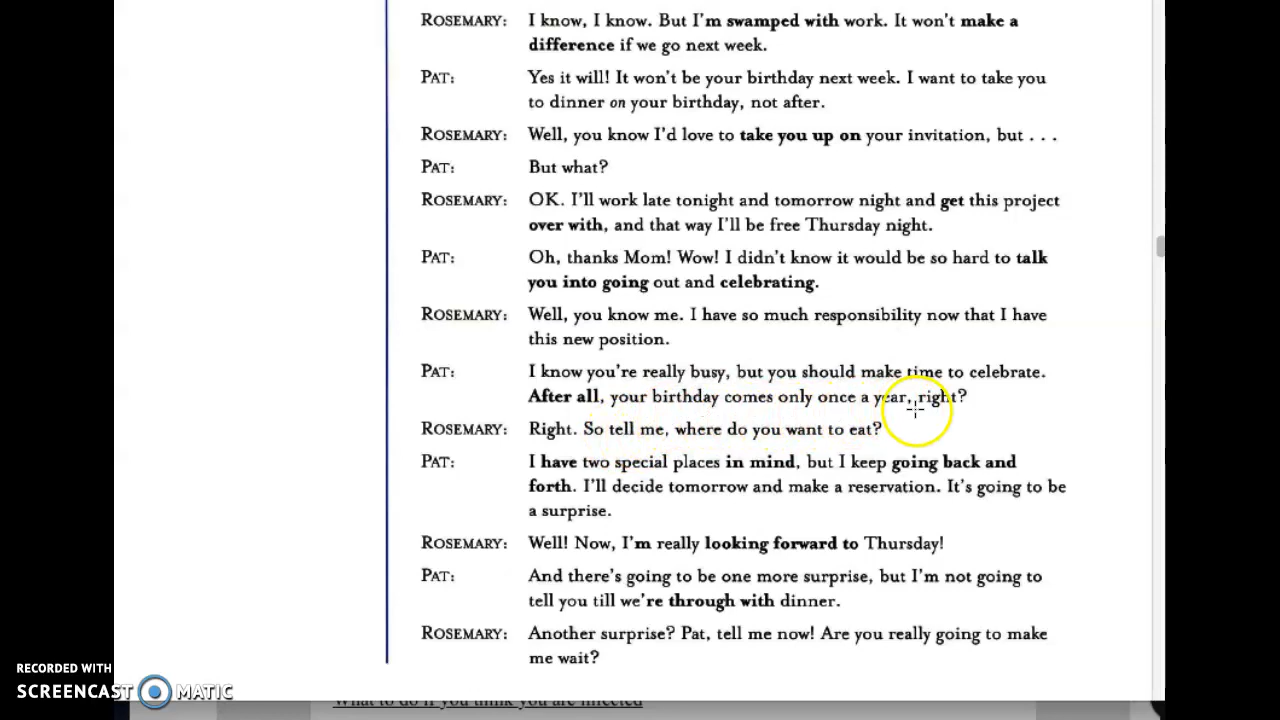 ROSEMARY: I know, I know. But I'm swamped with work. It won't make a
difference if we go next week.
PAT: Yes it will! It won't be your birthday next week. I want to take you
to dinner on your birthday, not after.
ROSEMARY: Well, you know I'd love to take you up on your invitation, but . . .
PAT: But what?
ROSEMARY: OK. I'll work late tonight and tomorrow night and get this project
over with, and that way I'll be free Thursday night.
PAT: Oh, thanks Mom! Wow! I didn't know it would be so hard to talk
you into going out and celebrating.
ROSEMARY: Well, you know me. I have so much responsibility now that I have
this new position.
PAT: I know you're really busy, but you should make time to celebrate.
After all, your birthday comes only once a year, right?
ROSEMARY: Right. So tell me, where do you want to eat?
PAT: I have two special places in mind, but I keep going back and
forth. I'll decide tomorrow and make a reservation. It's going to be
a surprise.
ROSEMARY: Well! Now, I'm really looking forward to Thursday!
PAT: And there's going to be one more surprise, but I'm not going to
tell you till we're through with dinner.
ROSEMARY: Another surprise? Pat, tell me now! Are you really going to make
me wait?
What to do if you think you are infected
RECORDED WITH
SCREENCAST MATIC